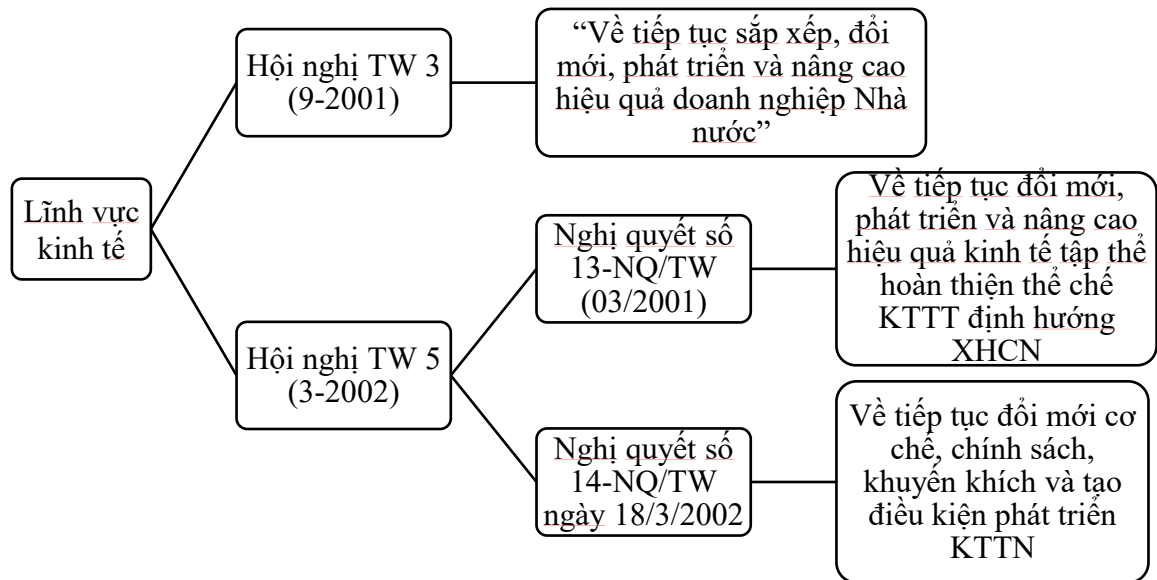 Lĩnh vực
kinh tế
Hội nghị TW 3
(9-2001)
“Về tiếp tục sắp xếp, đổi
mới, phát triển và nâng cao
hiệu quả doanh nghiệp Nhà
nước”
Hội nghị TW 5
(3-2002)
Nghị quyết số
13-NQ/TW
(03/2001)
Về tiếp tục đổi mới,
phát triển và nâng cao
hiệu quả kinh tế tập thể
hoàn thiện thể chế
KTTT định hướng
XHCN
Nghị quyết số
14-NQ/TW
ngày 18/3/2002
Về tiếp tục đổi mới cơ
chế, chính sách,
khuyến khích và tạo
điều kiện phát triển
KTTN